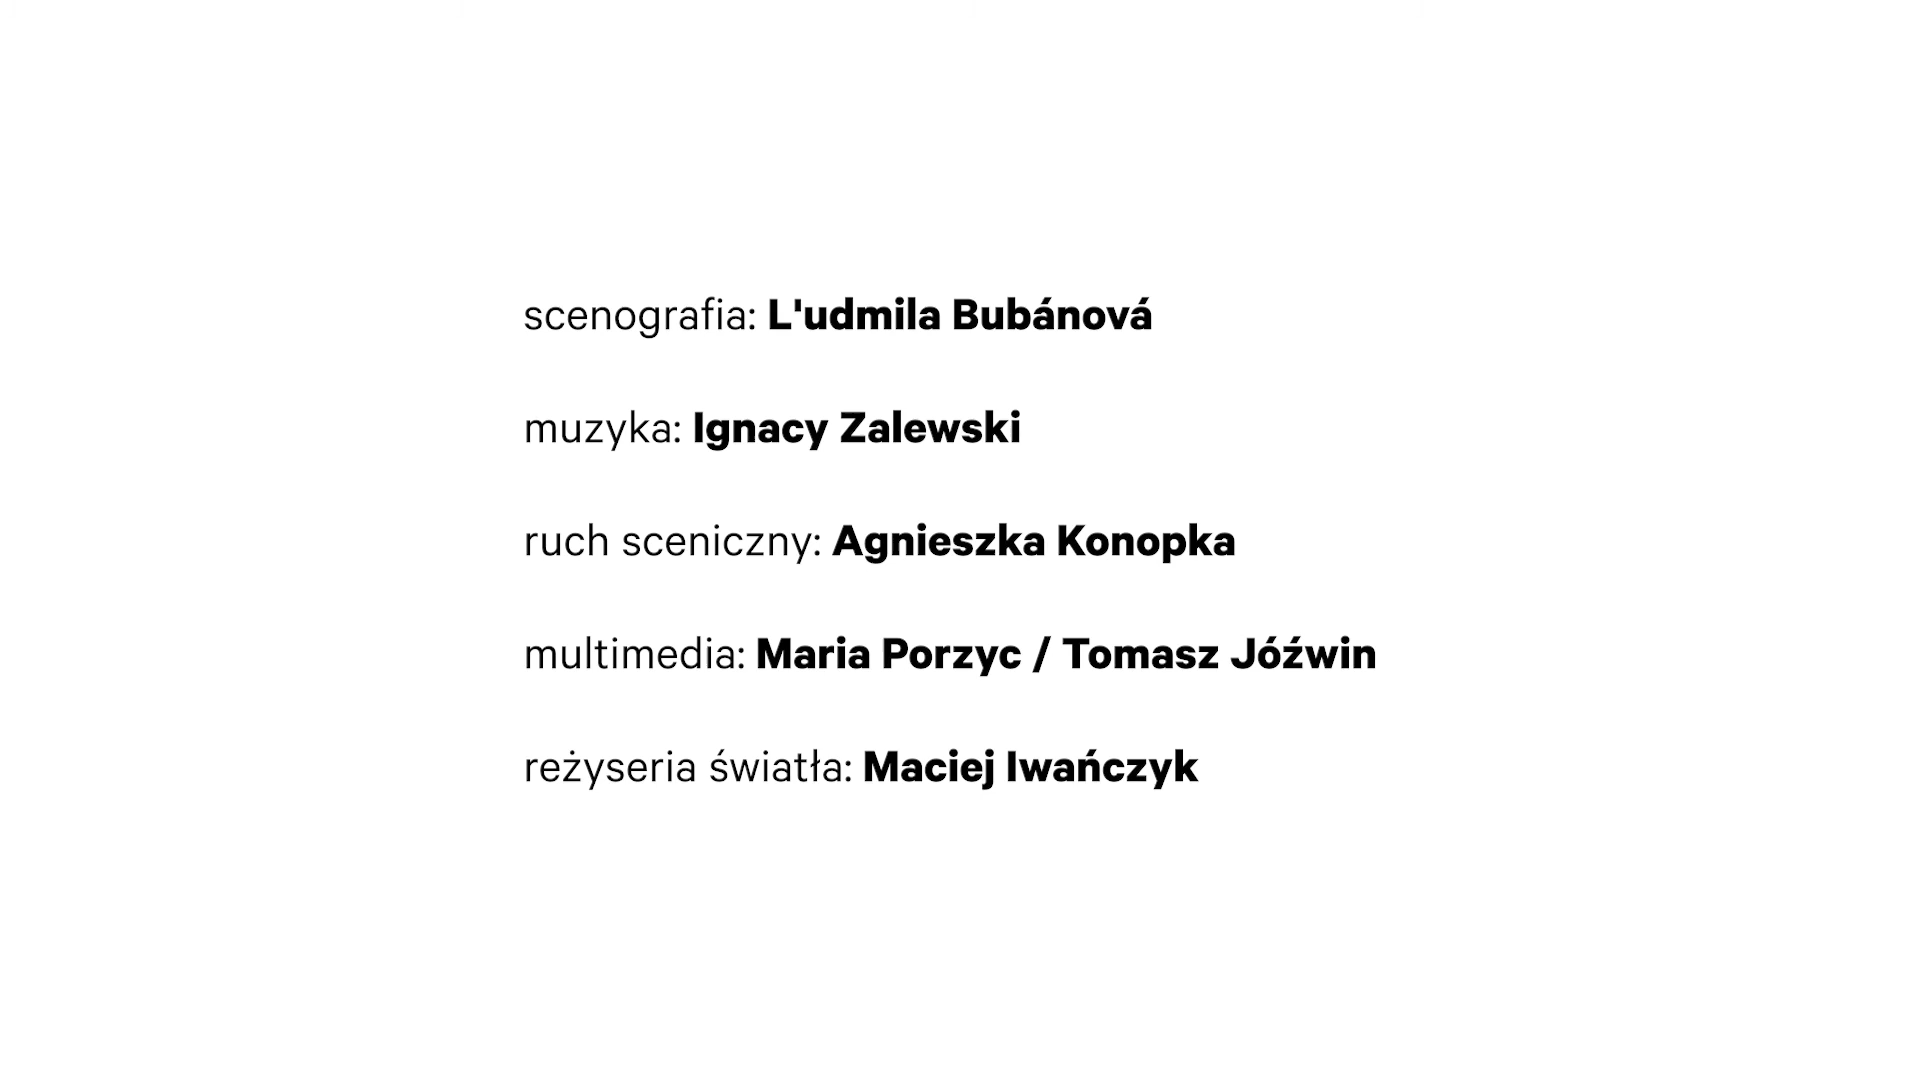 scenografia: L'udmila Bubánová
muzyka: Ignacy Zalewski
ruch sceniczny: Agnieszka Konopka
multimedia: Maria Porzyc / Tomasz Jóźwin
reżyseria światła: Maciej Iwańczyk